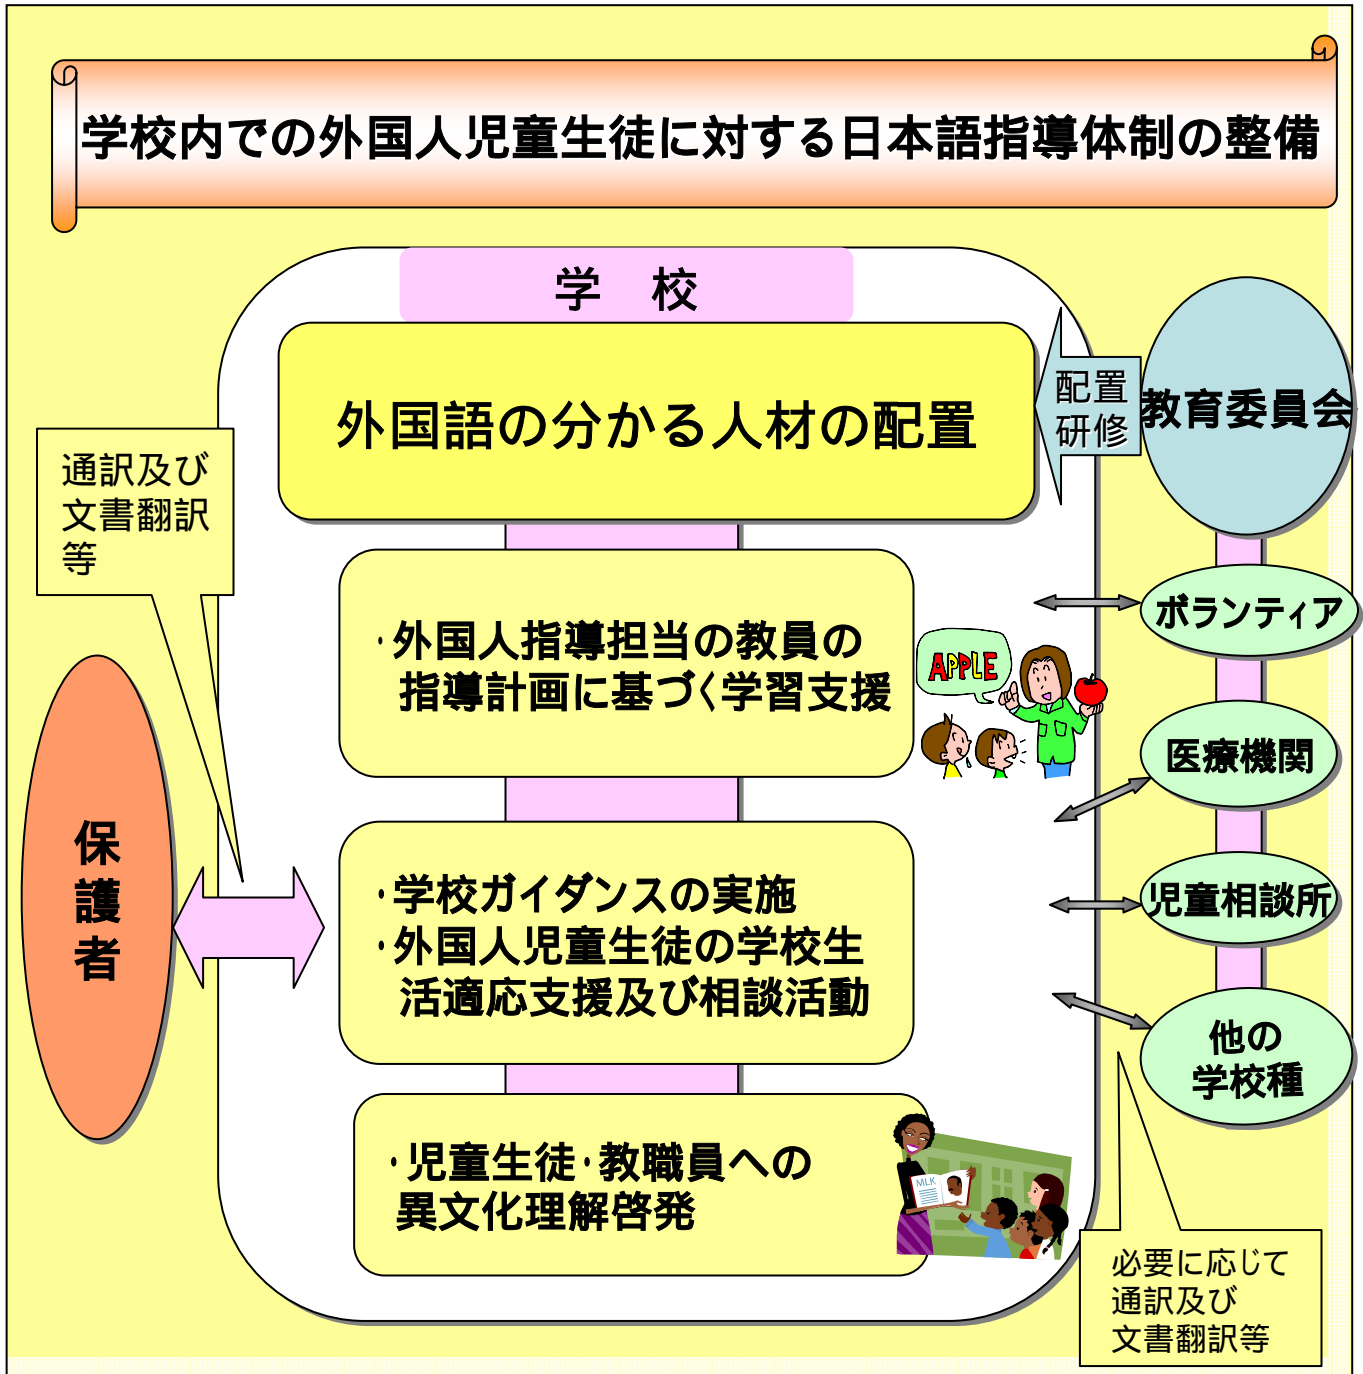 学校内での外国人児童生徒に対する日本語指導体制の整備
学 校
外国語の分かる人材の配置
配置
研修
教育委員会
通訳及び
文書翻訳
等
・外国人指導担当の教員の
指導計画に基づく学習支援
APPLE
ボランティア
医療機関
保護者
・学校ガイダンスの実施
・外国人児童生徒の学校生
活適応支援及び相談活動
児童相談所
他の
学校種
・児童生徒・教職員への
異文化理解啓発
MLK
必要に応じて
通訳及び
文書翻訳等